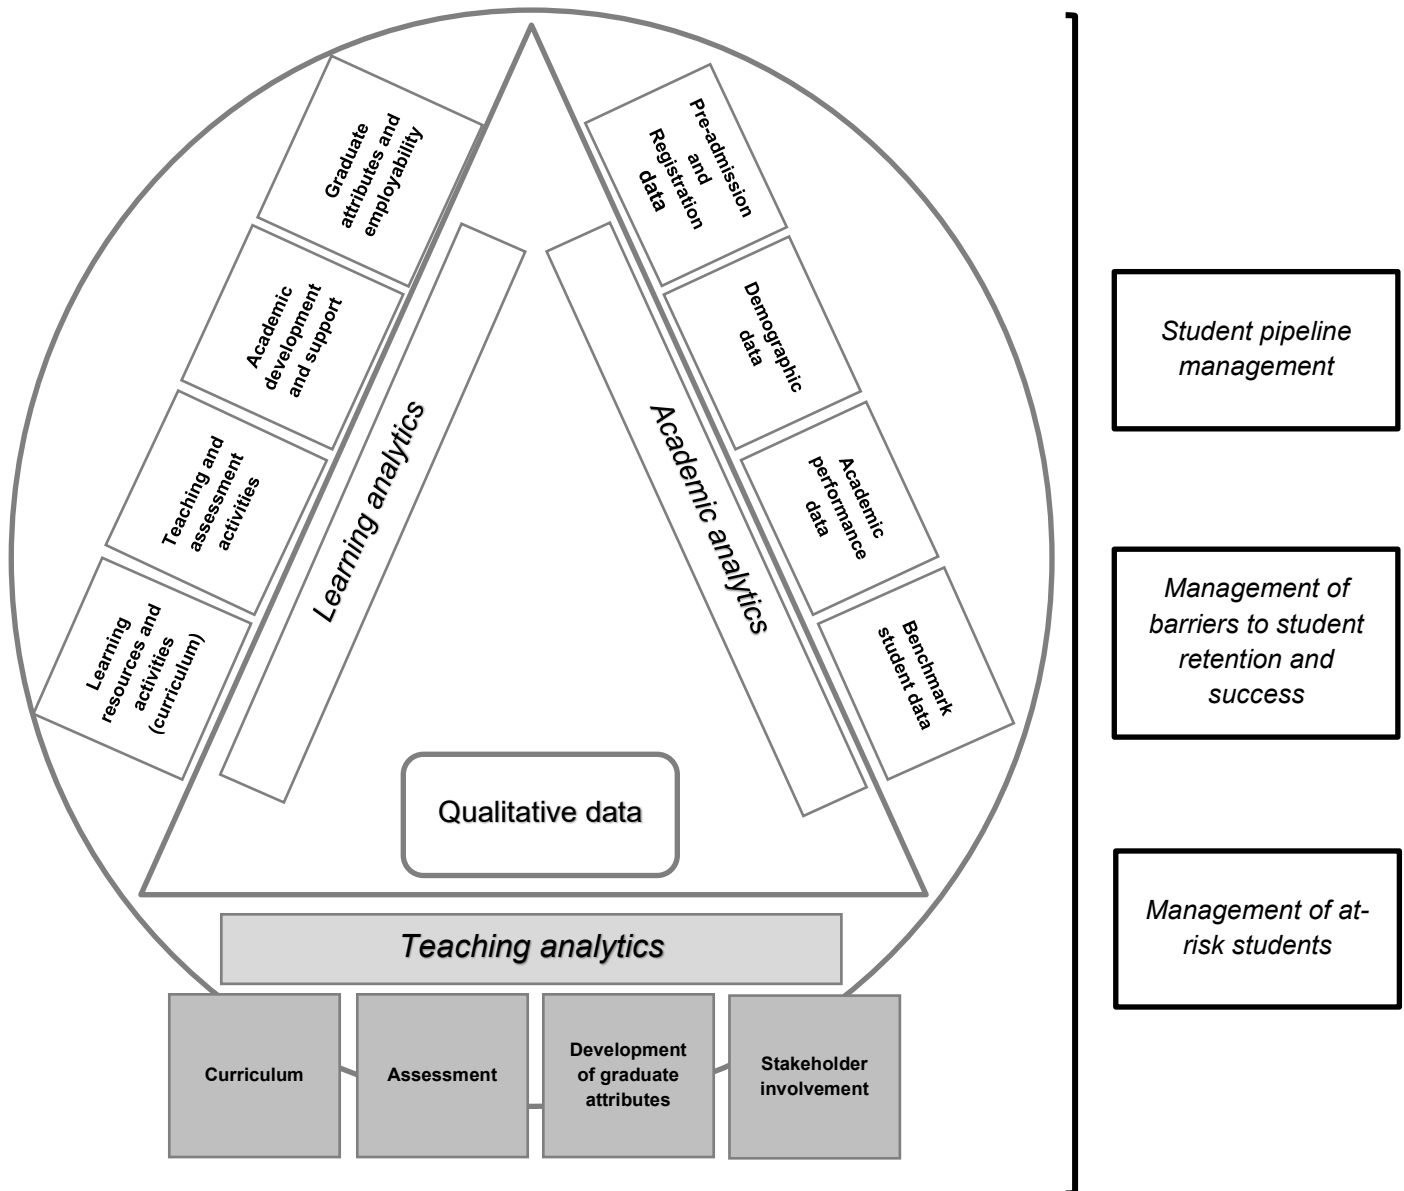 Graduate
attributes and
employability
Academic
development
and support
Teaching and
assessment
activities
Learning
resources and
activities
(curriculum)
Learning analytics
Pre-admission
and
Registration
data
Demographic
data
Academic
performance
data
Benchmark
student data
Academic analytics
Qualitative data
Teaching analytics
Curriculum
Assessment
Development
of graduate
attributes
Stakeholder
involvement
Student pipeline
management
Management of
barriers to student
retention and
success
Management of at-
risk students